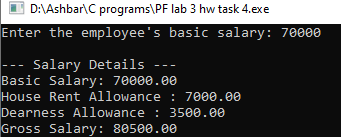 D:\Ashbar\C programs\PF lab 3 hw task 4.exe
Enter the employee's basic salary: 70000
--- Salary Details ---
Basic Salary: 70000.00
House Rent Allowance : 7000.00
Dearness Allowance : 3500.00
Gross Salary: 80500.00